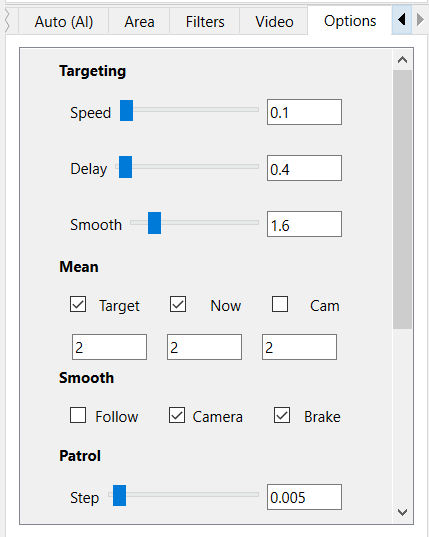 Auto (AI) Area Filters Video Options
Targeting
Speed 0.1
Delay 0.4
Smooth 1.6
Mean
Target Now Cam
2 2 2
Smooth
Follow Camera Brake
Patrol
Step 0.005